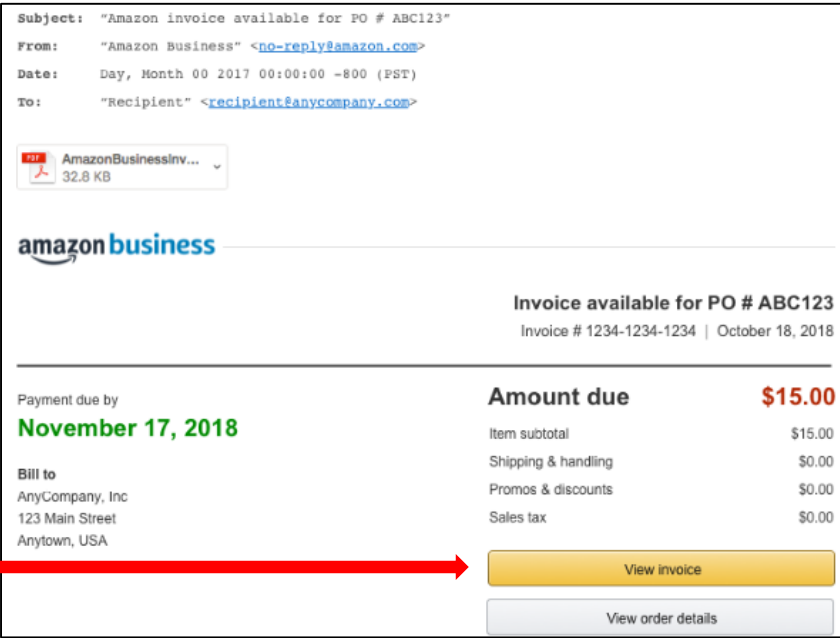 Subject: "Amazon invoice available for PO # ABC123"
From: "Amazon Business" <no-reply@amazon.com>
Date: Day, Month 00 2017 00:00:00 -800 (PST)
To: "Recipient" <recipient@anycompany.com>
PDF
AmazonBusinessInv...
32.8 KB
amazon business
Invoice available for PO # ABC123
Invoice # 1234-1234-1234 | October 18, 2018
Payment due by
November 17, 2018
Bill to
AnyCompany, Inc
123 Main Street
Anytown, USA
Amount due $15.00
Item subtotal $15.00
Shipping & handling $0.00
Promos & discounts $0.00
Sales tax $0.00
View invoice
View order details